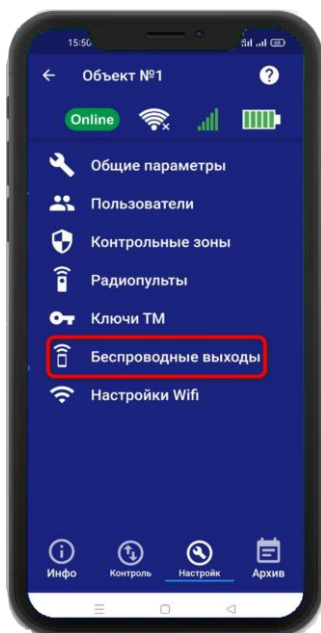 15:50
Объект №1
?
Online
Общие параметры
Пользователи
Контрольные зоны
Радиопульты
Ключи ТМ
Беспроводные выходы
Настройки Wifi
Инфо
Контроль
Настройк
Архив